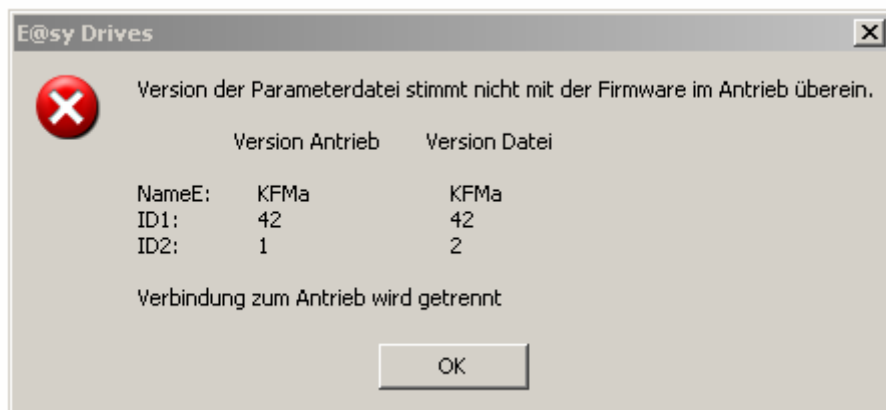 E@sy Drives
Version der Parameterdatei stimmt nicht mit der Firmware im Antrieb überein.
Version Antrieb Version Datei
NameE: KFMa KFMa
ID1: 42 42
ID2: 1 2
Verbindung zum Antrieb wird getrennt
OK